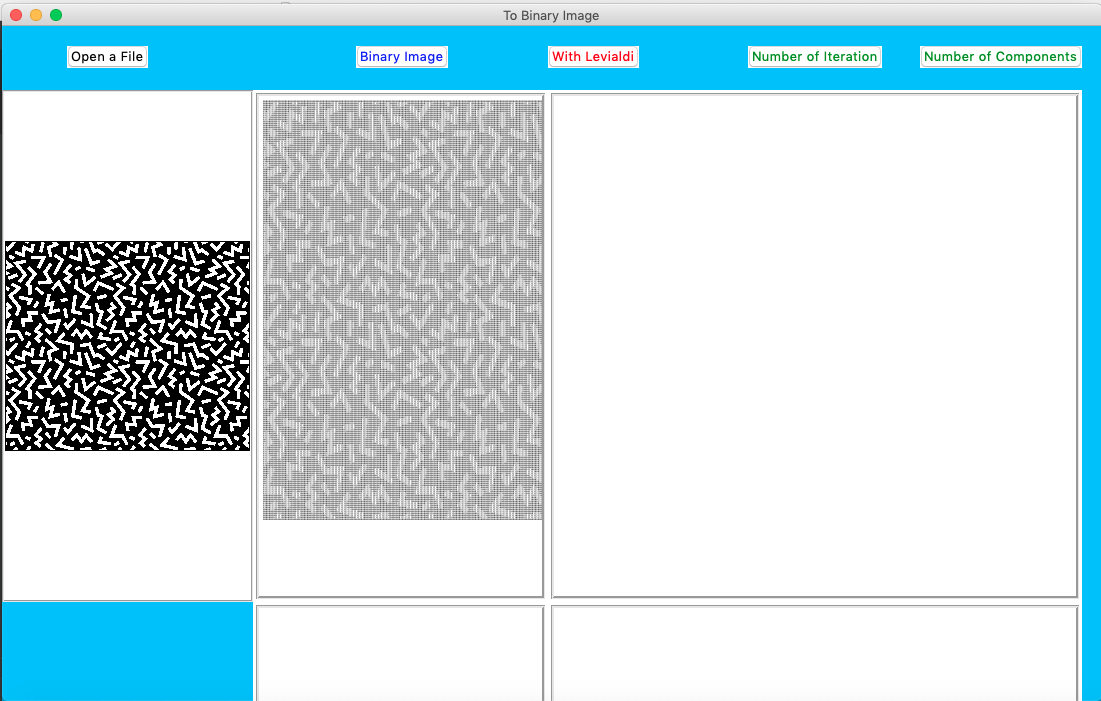 To Binary Image
Open a File
Binary Image
With Levialdi
Number of Iteration
Number of Components